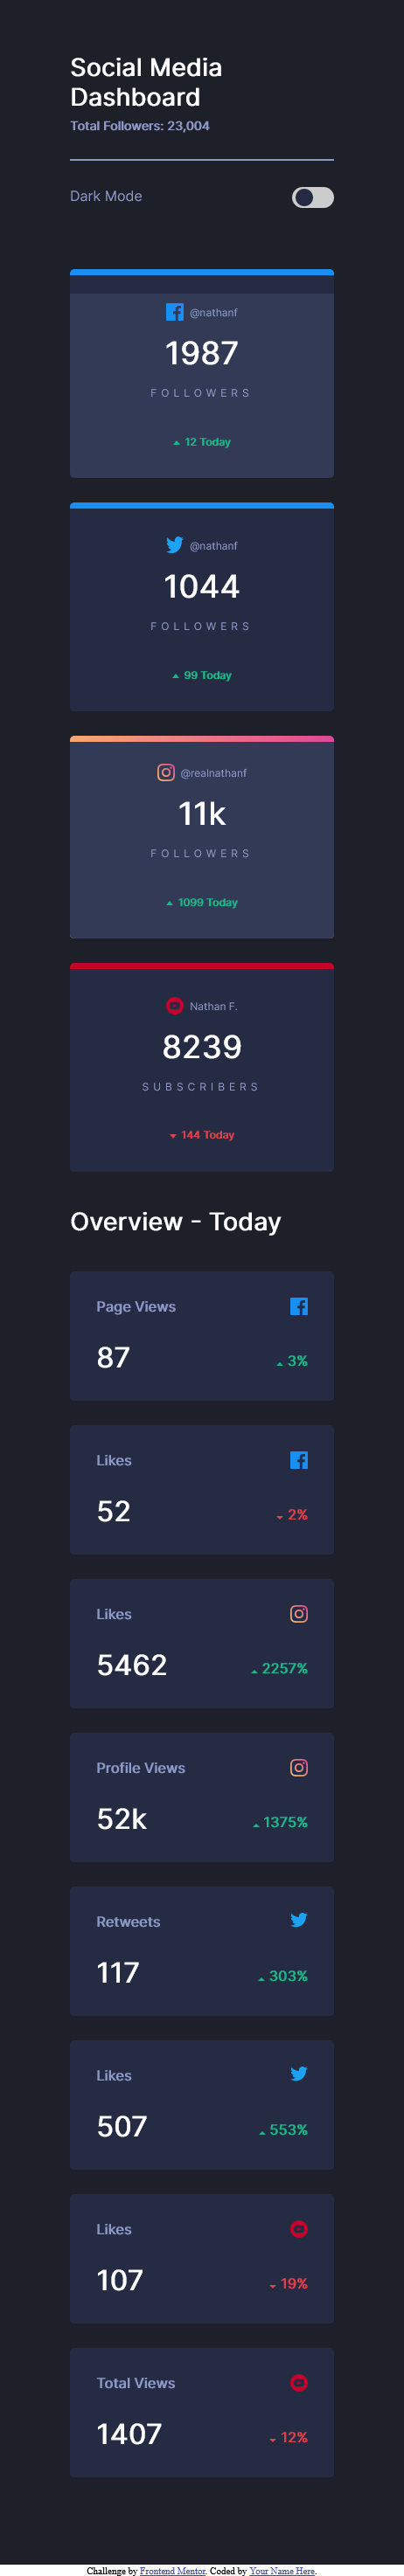 Social Media
Dashboard
Total Followers: 23,004
Dark Mode
@nathanf
1987
FOLLOWERS
12 Today
@nathanf
1044
FOLLOWERS
99 Today
@realnathanf
11k
FOLLOWERS
1099 Today
Nathan F.
8239
SUBSCRIBERS
144 Today
Overview - Today
Page Views
87
3%
Likes
52
2%
Likes
5462
2257%
Profile Views
52k
1375%
Retweets
117
303%
Likes
507
553%
Likes
107
19%
Total Views
1407
12%
Challenge by Frontend Mentor. Coded by Your Name Here.